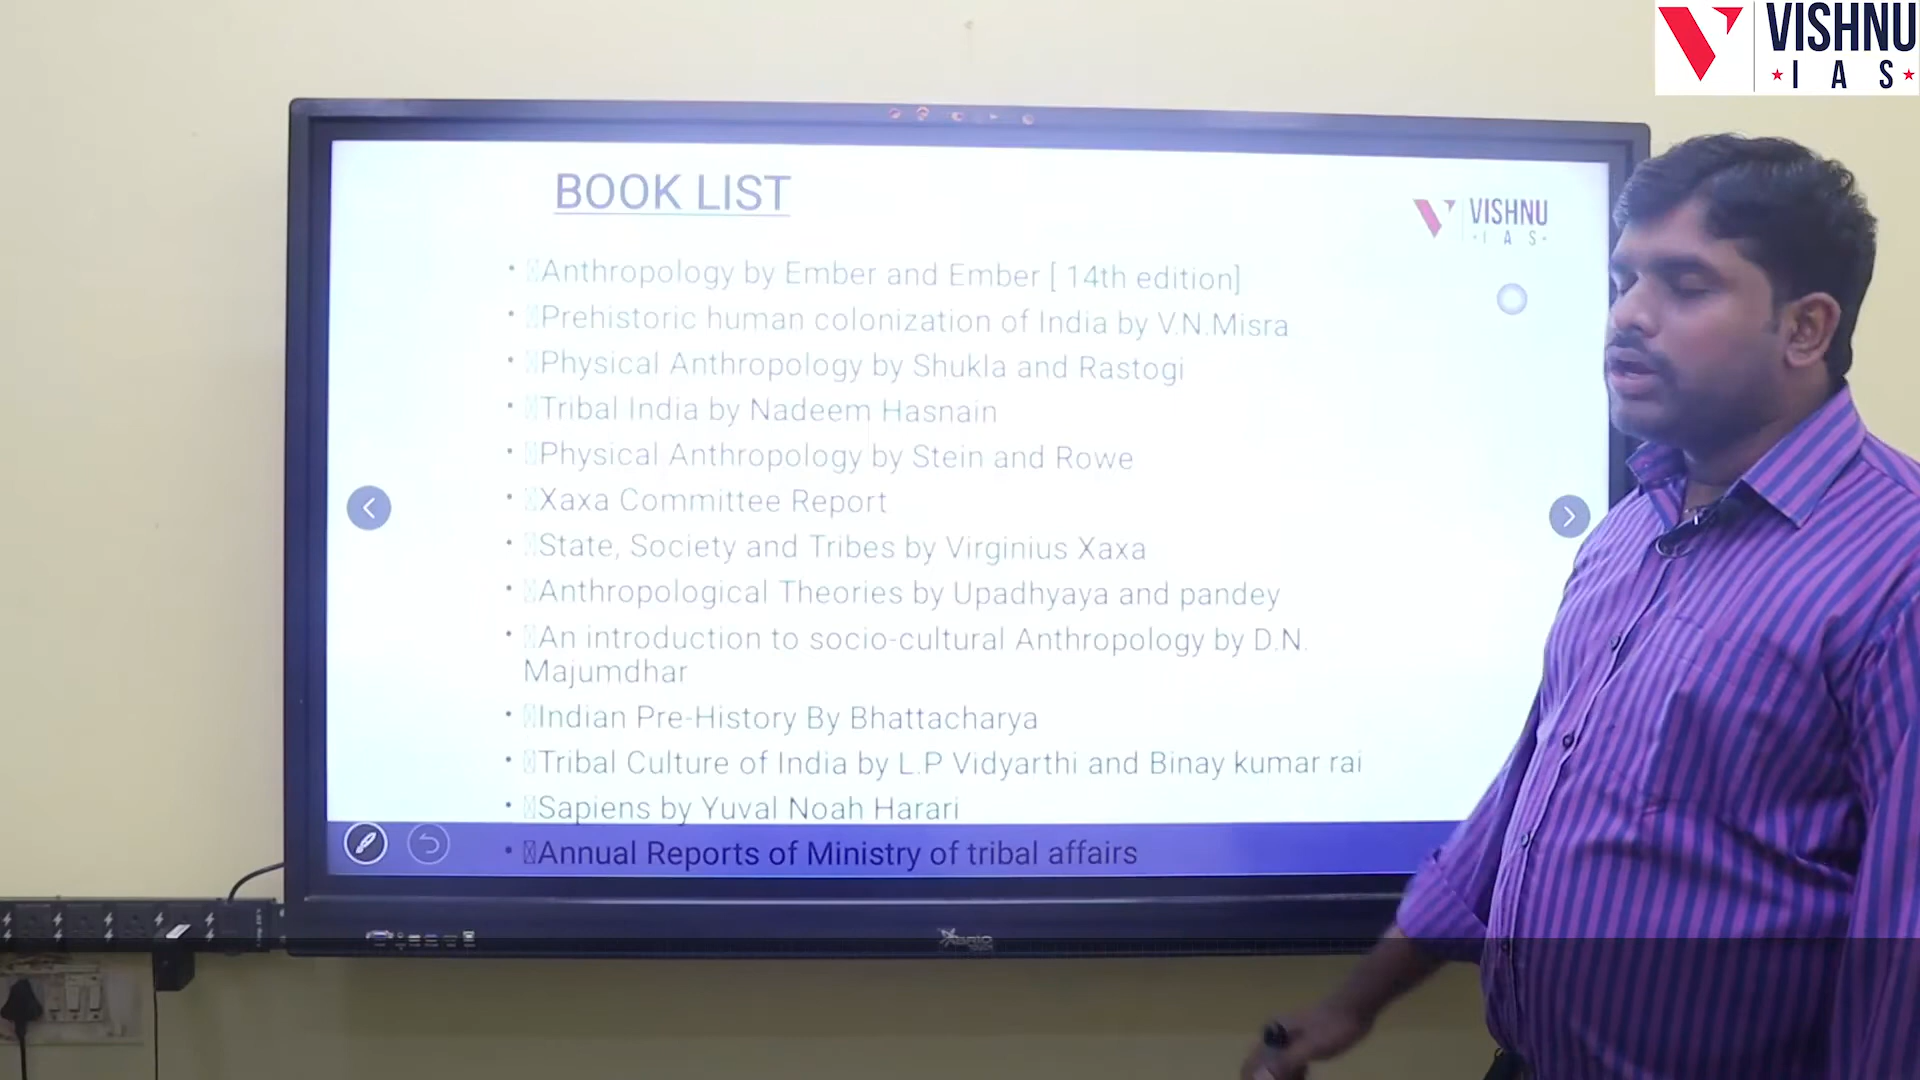 VISHNU
I A S
BOOK LIST
VISHNU
I A S
• Anthropology by Ember and Ember [ 14th edition]
• Prehistoric human colonization of India by V.N.Misra
• Physical Anthropology by Shukla and Rastogi
• Tribal India by Nadeem Hasnain
• Physical Anthropology by Stein and Rowe
• Xaxa Committee Report
• State, Society and Tribes by Virginius Xaxa
• Anthropological Theories by Upadhyaya and pandey
• An introduction to socio-cultural Anthropology by D.N.
Majumdhar
• Indian Pre-History By Bhattacharya
• Tribal Culture of India by L.P Vidyarthi and Binay kumar rai
• Sapiens by Yuval Noah Harari
• Annual Reports of Ministry of tribal affairs